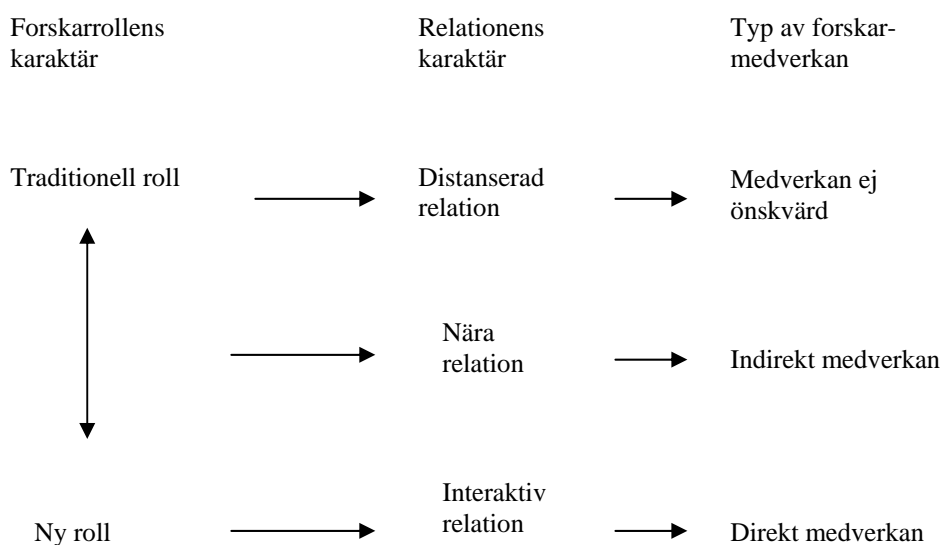 Forskarrollens
karaktär
Relationens
karaktär
Typ av forskar-
medverkan
Traditionell roll
Distanserad
relation
Medverkan ej
önskvärd
Nära
relation
Indirekt medverkan
Ny roll
Interaktiv
relation
Direkt medverkan